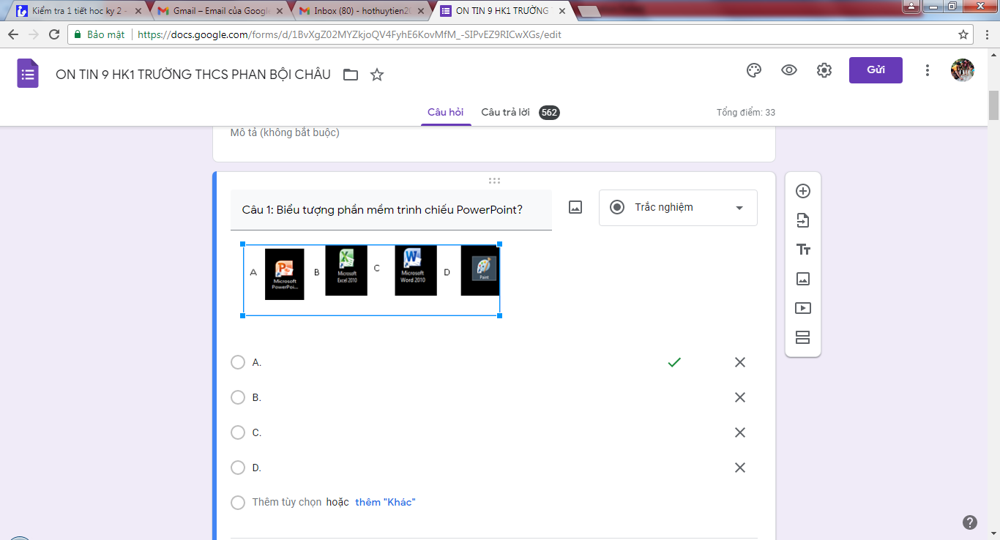 Kiểm tra 1 tiết học kỳ 2 -
Gmail – Email của Google
Inbox (80) - hothuytien20
ON TIN 9 HK1 TRƯỜNG
Bảo mật
https://docs.google.com/forms/d/1BvXgZ02MYZkjoQV4FyhE6KovMfM_-SIPvEZ9RICwXGs/edit
ON TIN 9 HK1 TRƯỜNG THCS PHAN BỘI CHÂU
Gửi
Câu hỏi
Câu trả lời 562
Tổng điểm: 33
Mô tả (không bắt buộc)
Câu 1: Biểu tượng phần mềm trình chiếu PowerPoint?
Trắc nghiệm
A
Microsoft
PowerPoi...
B
Microsoft
Excel 2010
C
Microsoft
Word 2010
D
Paint
A.
B.
C.
D.
Thêm tùy chọn hoặc thêm "Khác"